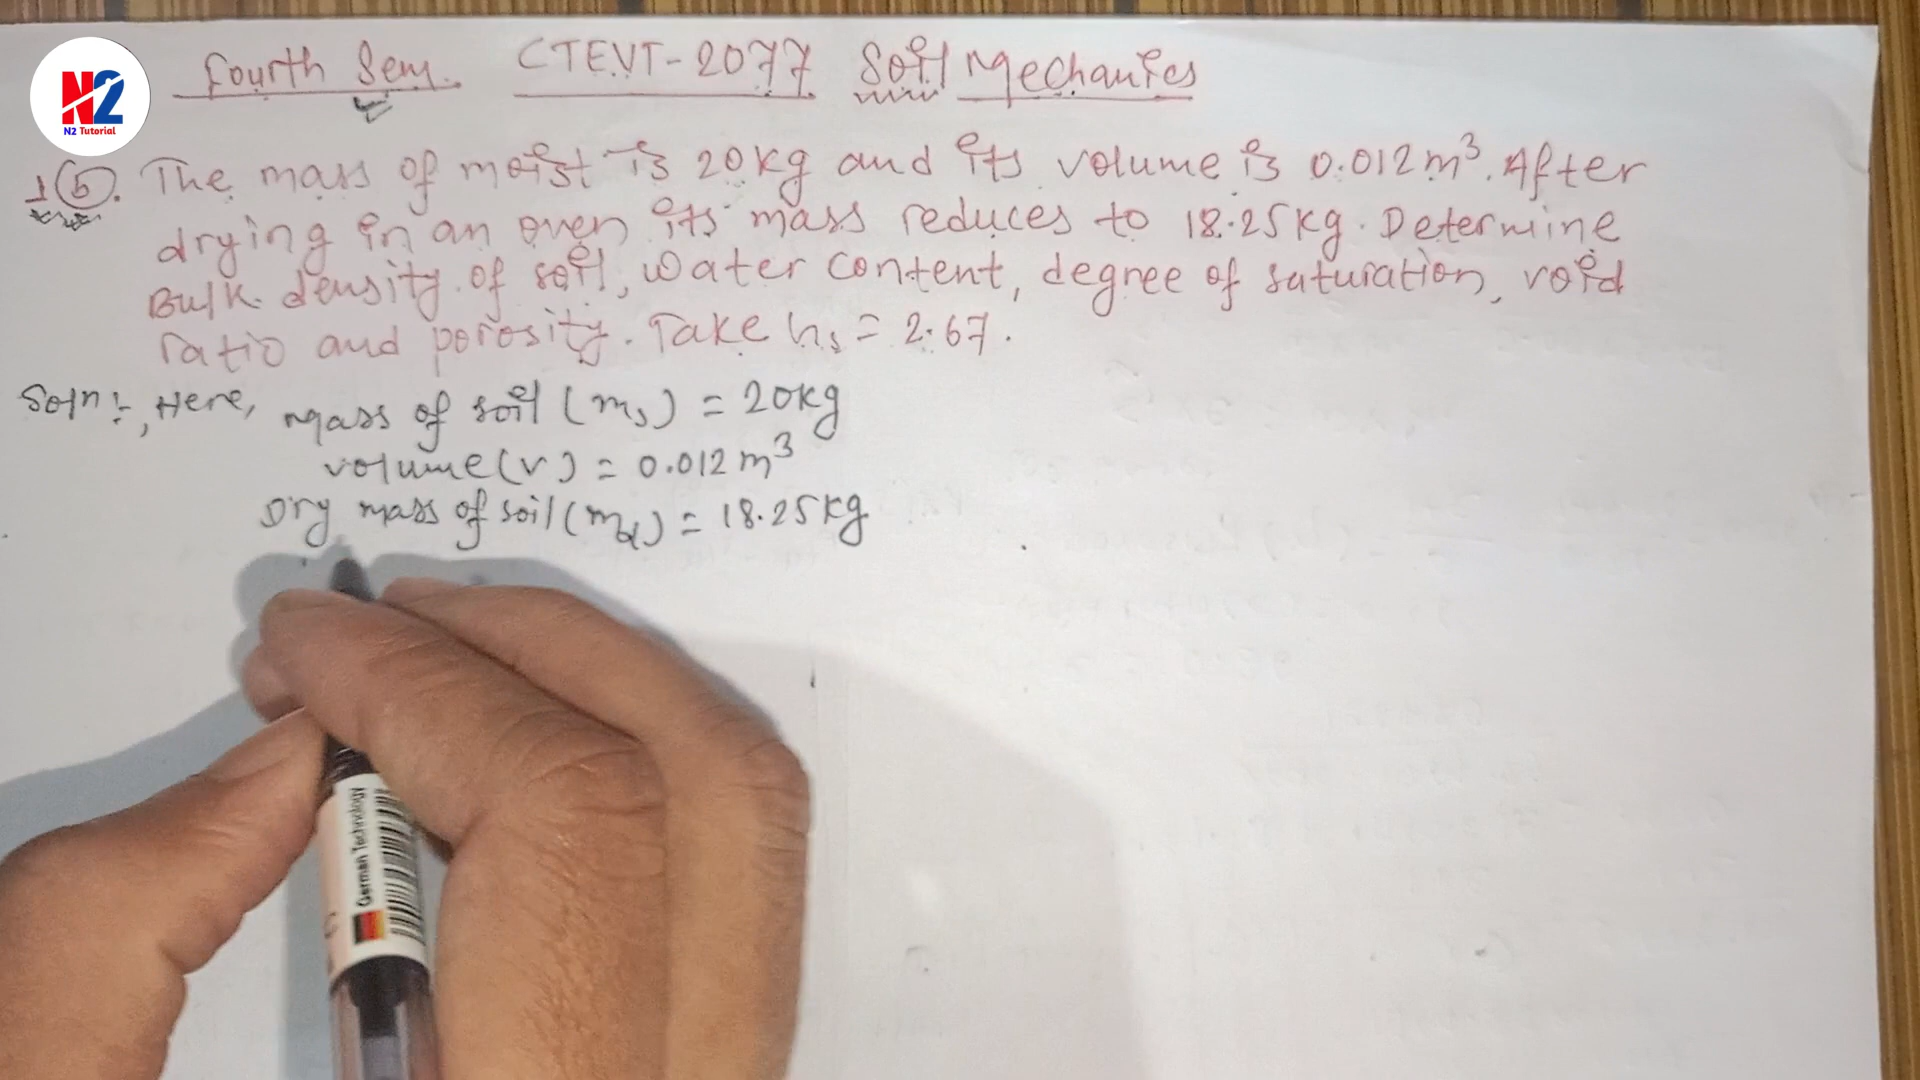 N2
N2 Tutorial
Fourth Sem. CTEVT-2077 Soil Mechanics
1(b). The mass of moist is 20kg and its volume is 0.012m³. After
drying in an oven its mass reduces to 18.25kg. Determine
Bulk density of soil, water content, degree of saturation, void
ratio and porosity. Take hs = 2.67.
Soln:-, Here, mass of soil (ms) = 20kg
volume(v) = 0.012 m³
Dry mass of soil (md) = 18.25kg
German Technology